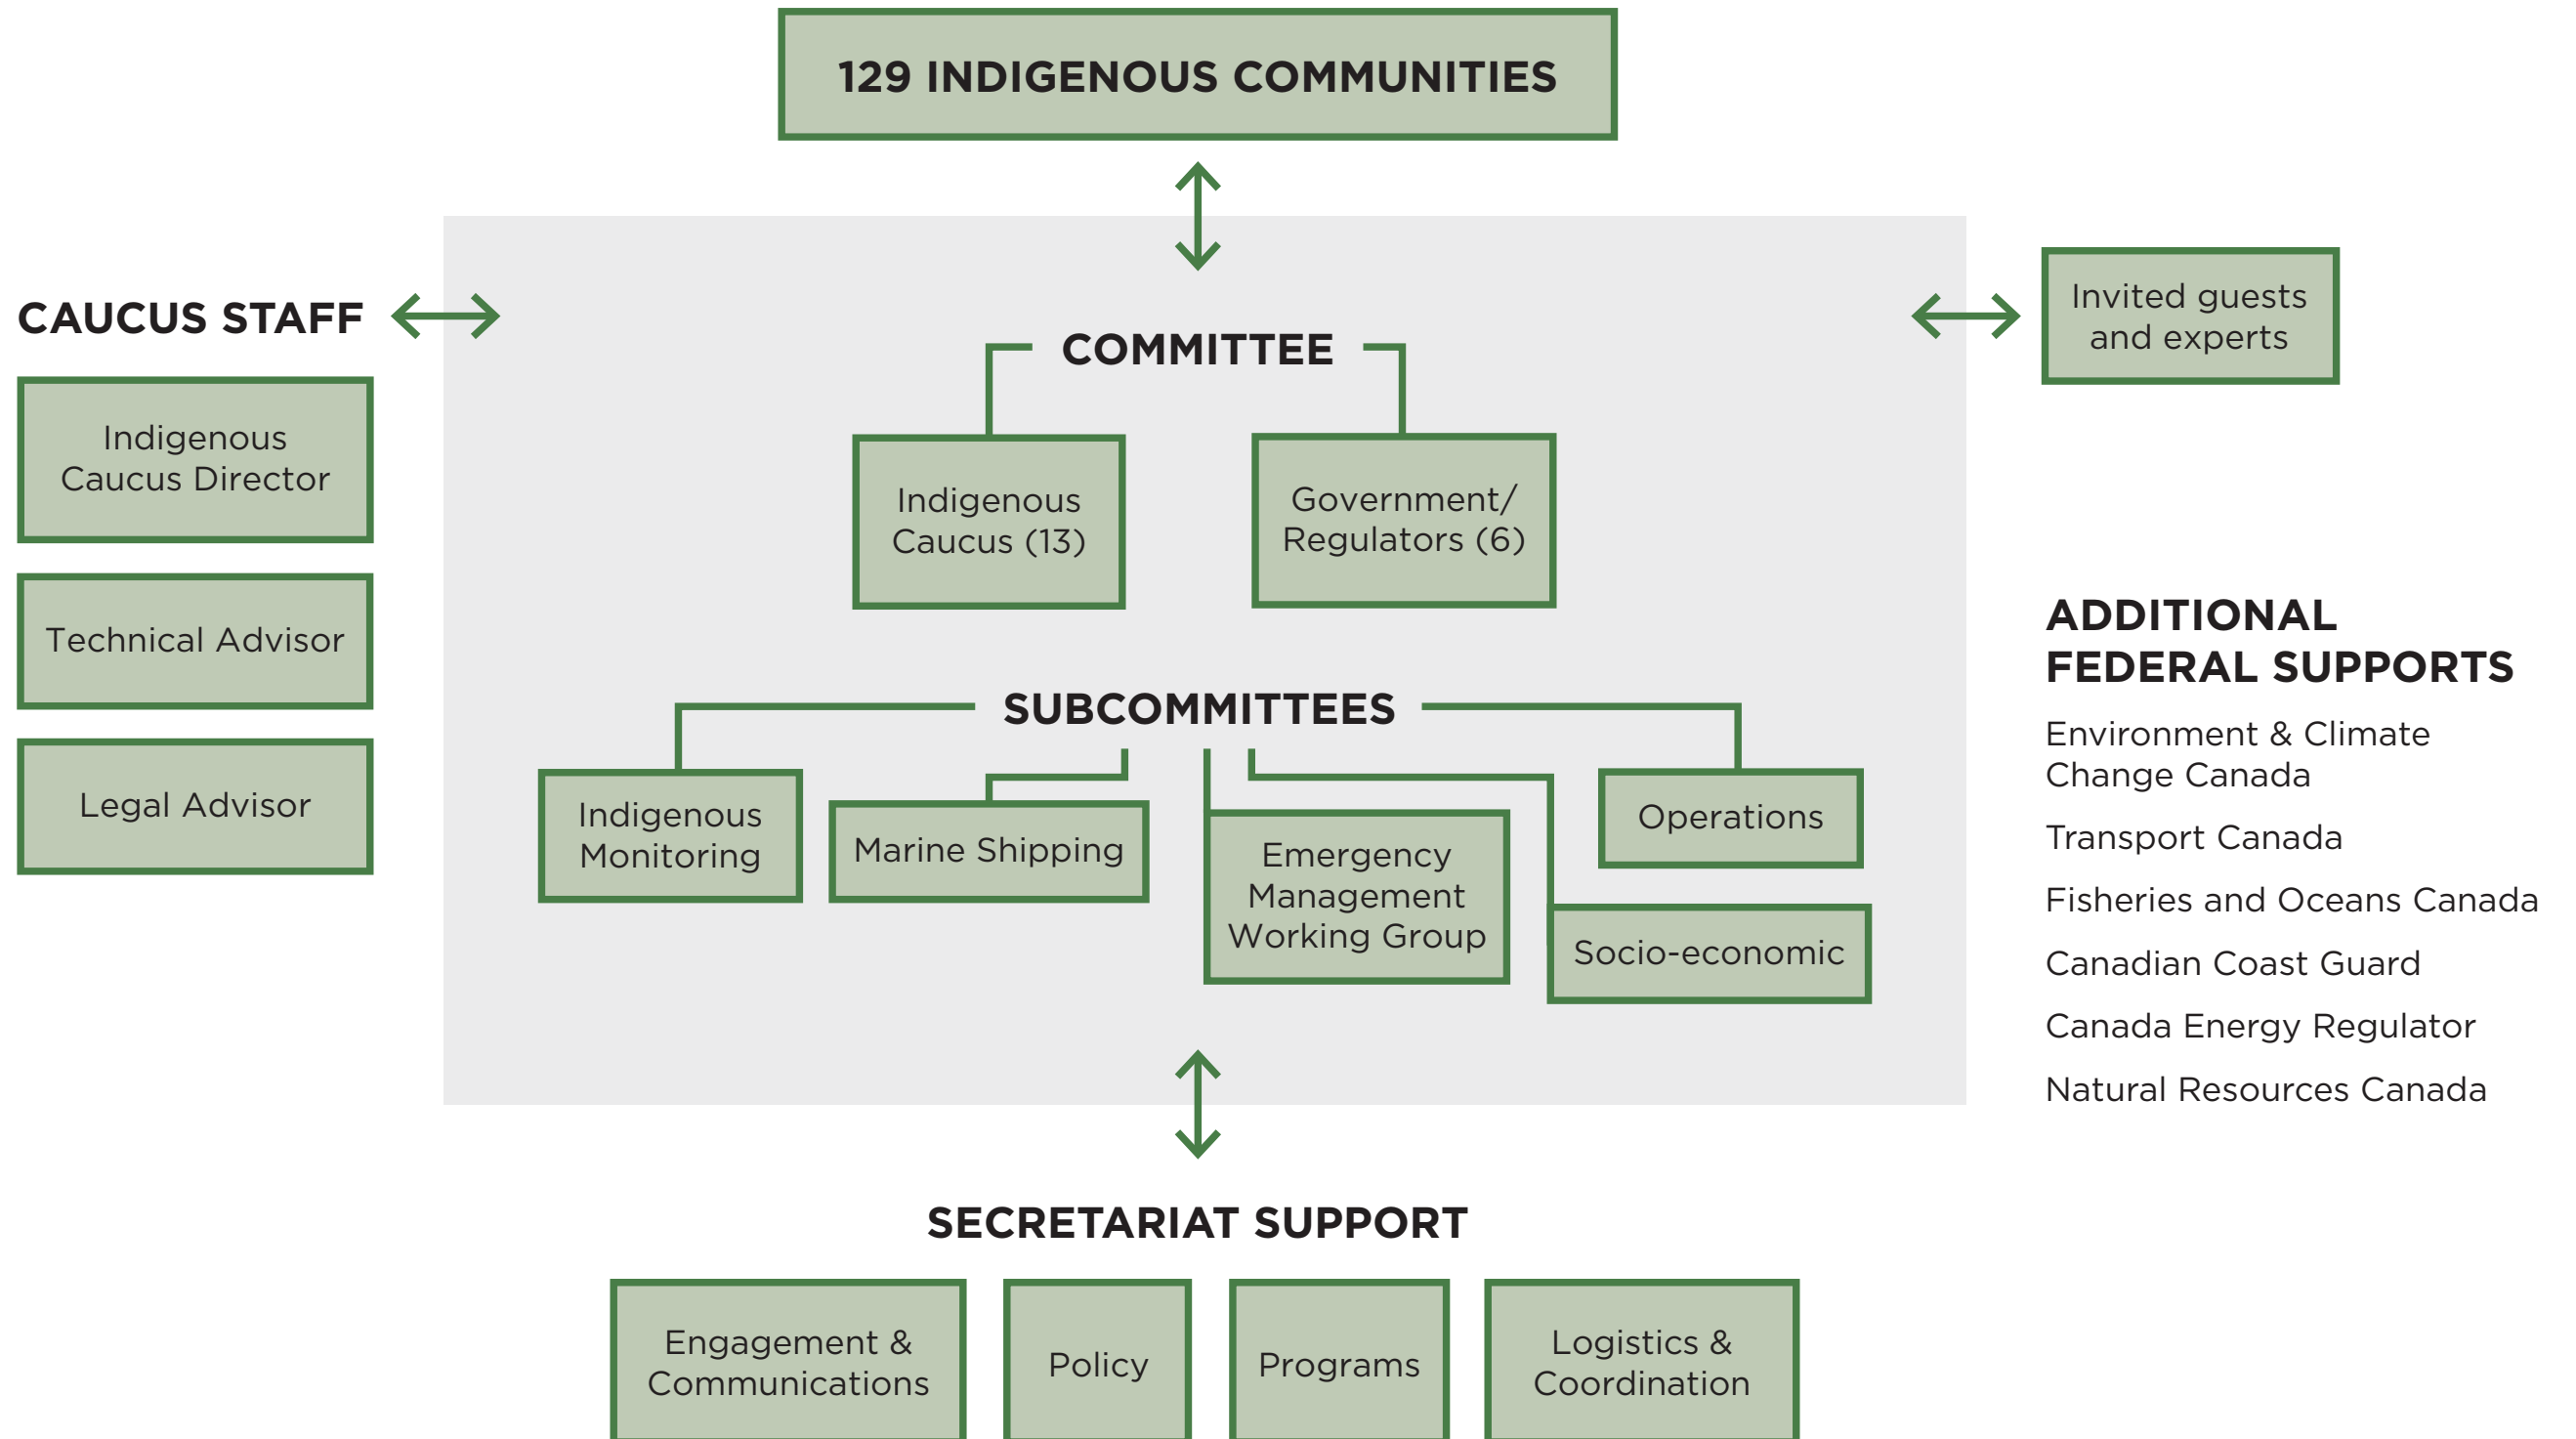 129 INDIGENOUS COMMUNITIES
CAUCUS STAFF
Indigenous
Caucus Director
Technical Advisor
Legal Advisor
COMMITTEE
Indigenous
Caucus (13)
Government/
Regulators (6)
SUBCOMMITTEES
Indigenous
Monitoring
Marine Shipping
Emergency
Management
Working Group
Operations
Socio-economic
Invited guests
and experts
ADDITIONAL
FEDERAL SUPPORTS
Environment & Climate
Change Canada
Transport Canada
Fisheries and Oceans Canada
Canadian Coast Guard
Canada Energy Regulator
Natural Resources Canada
SECRETARIAT SUPPORT
Engagement &
Communications
Policy
Programs
Logistics &
Coordination